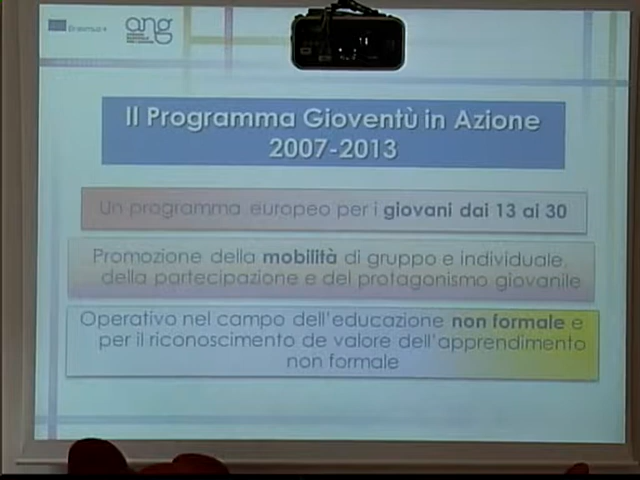 Erasmus+
ang
Il Programma Gioventù in Azione
2007-2013
Un programma europeo per i giovani dai 13 ai 30
Promozione della mobilità di gruppo e individuale,
della partecipazione e del protagonismo giovanile
Operativo nel campo dell'educazione non formale e
per il riconoscimento de valore dell'apprendimento
non formale